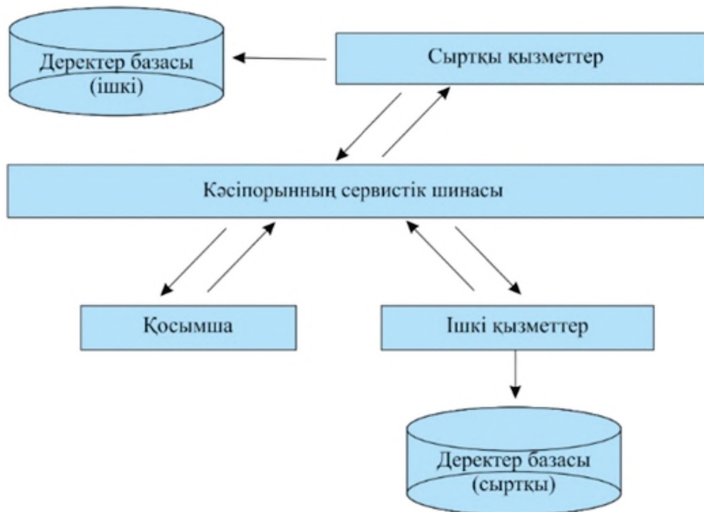 Деректер базасы
(ішкі)
Сыртқы қызметтер
Кәсіпорынның сервистік шинасы
Қосымша
Ішкі қызметтер
Деректер базасы
(сыртқы)